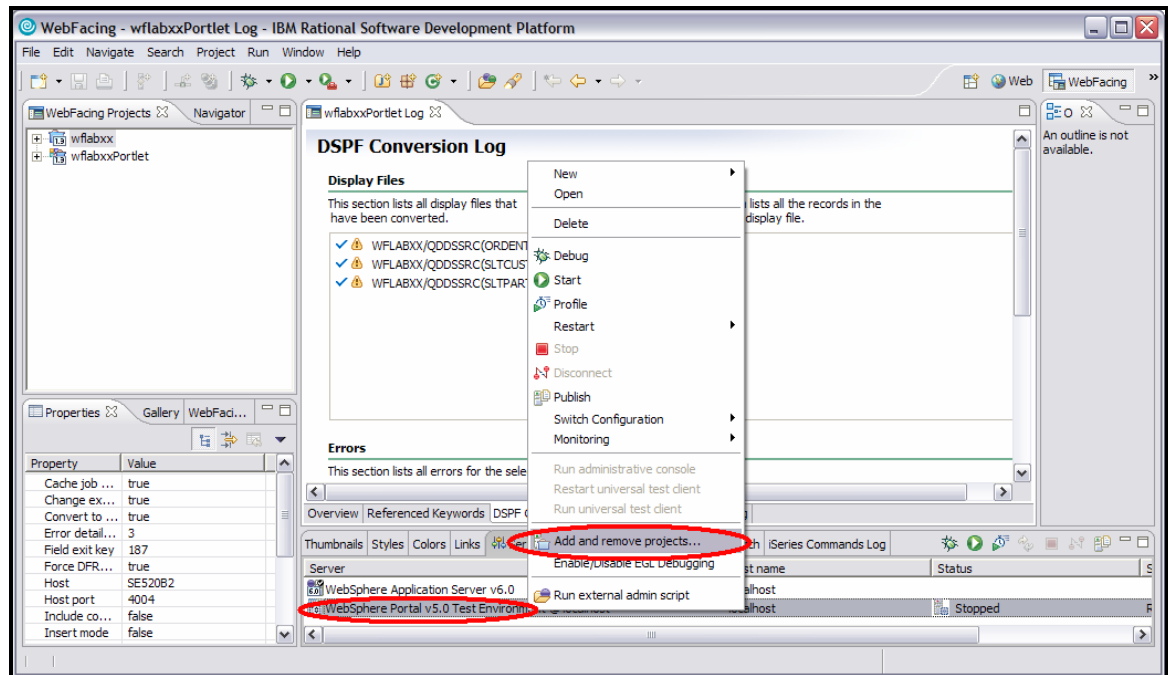 WebFacing - wflabxxPortlet Log - IBM Rational Software Development Platform
File Edit Navigate Search Project Run Window Help
Web WebFacing »
WebFacing Projects Navigator
wflabxxPortlet Log
O
wflabxx
wflabxxPortlet
An outline is not
available.
DSPF Conversion Log
Display Files
This section lists all display files that
have been converted.
lists all the records in the
display file.
WFLABXX/QDDSSRC(ORDENT
WFLABXX/QDDSSRC(SLTCUS
WFLABXX/QDDSSRC(SLTPAR
Errors
This section lists all errors for the sele
Overview Referenced Keywords DSPF
New
Open
Delete
Debug
Start
Profile
Restart
Stop
Disconnect
Publish
Switch Configuration
Monitoring
Run administrative console
Restart universal test client
Run universal test client
Add and remove projects...
Enable/Disable EGL Debugging
Run external admin script
Properties Gallery WebFaci...
Property Value
Cache job ... true
Change ex... true
Convert to ... true
Error detail... 3
Field exit key 187
Force DFR... true
Host SE520B2
Host port 4004
Include co... false
Insert mode false
Thumbnails Styles Colors Links Ser iSeries Commands Log
Server st name Status S
WebSphere Application Server v6.0 alhost
WebSphere Portal v5.0 Test Environm localhost Stopped R